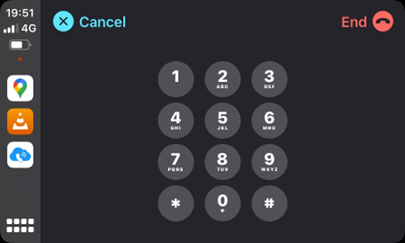 19:51
4G
Cancel
End
1
2
ABC
3
DEF
4
GHI
5
JKL
6
MNO
7
PQRS
8
TUV
9
WXYZ
*
0
+
#